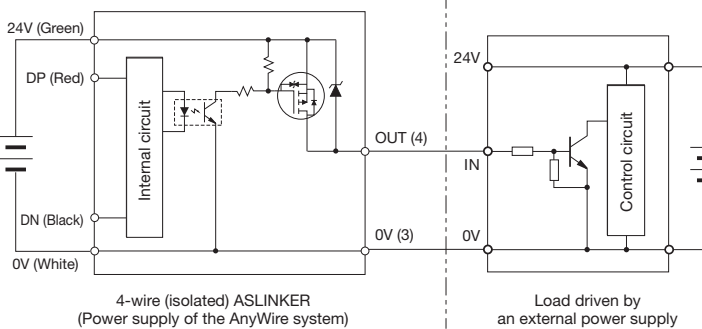 24V (Green)
DP (Red)
Internal circuit
DN (Black)
0V (White)
OUT (4)
0V (3)
24V
IN
0V
Control circuit
4-wire (isolated) ASLINKER
(Power supply of the AnyWire system)
Load driven by
an external power supply